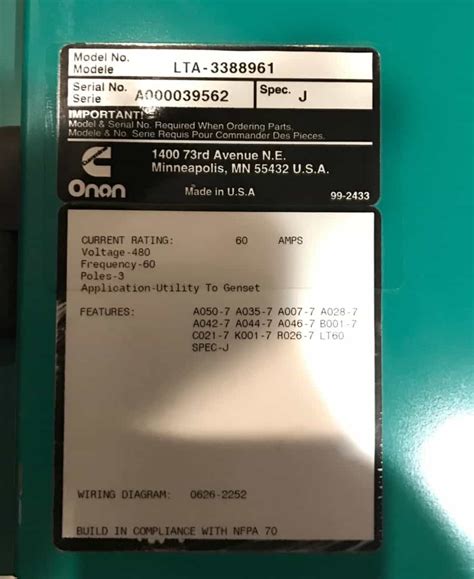 Model No.
Modele
LTA-3388961
Serial No.
Serie
A000039562
Spec.
J
IMPORTANT!
Model & Serial No. Required When Ordering Parts.
Modele & No. Serie Requis Pour Commander Des Pieces.
Onan
1400 73rd Avenue N.E.
Minneapolis, MN 55432 U.S.A.
Made in U.S.A
99-2433
CURRENT RATING: 60 AMPS
Voltage-480
Frequency-60
Poles-3
Application-Utility To Genset
FEATURES: A050-7 A035-7 A007-7 A028-7
A042-7 A044-7 A046-7 B001-7
C021-7 K001-7 R026-7 LT60
SPEC-J
WIRING DIAGRAM: 0626-2252
BUILD IN COMPLIANCE WITH NFPA 70